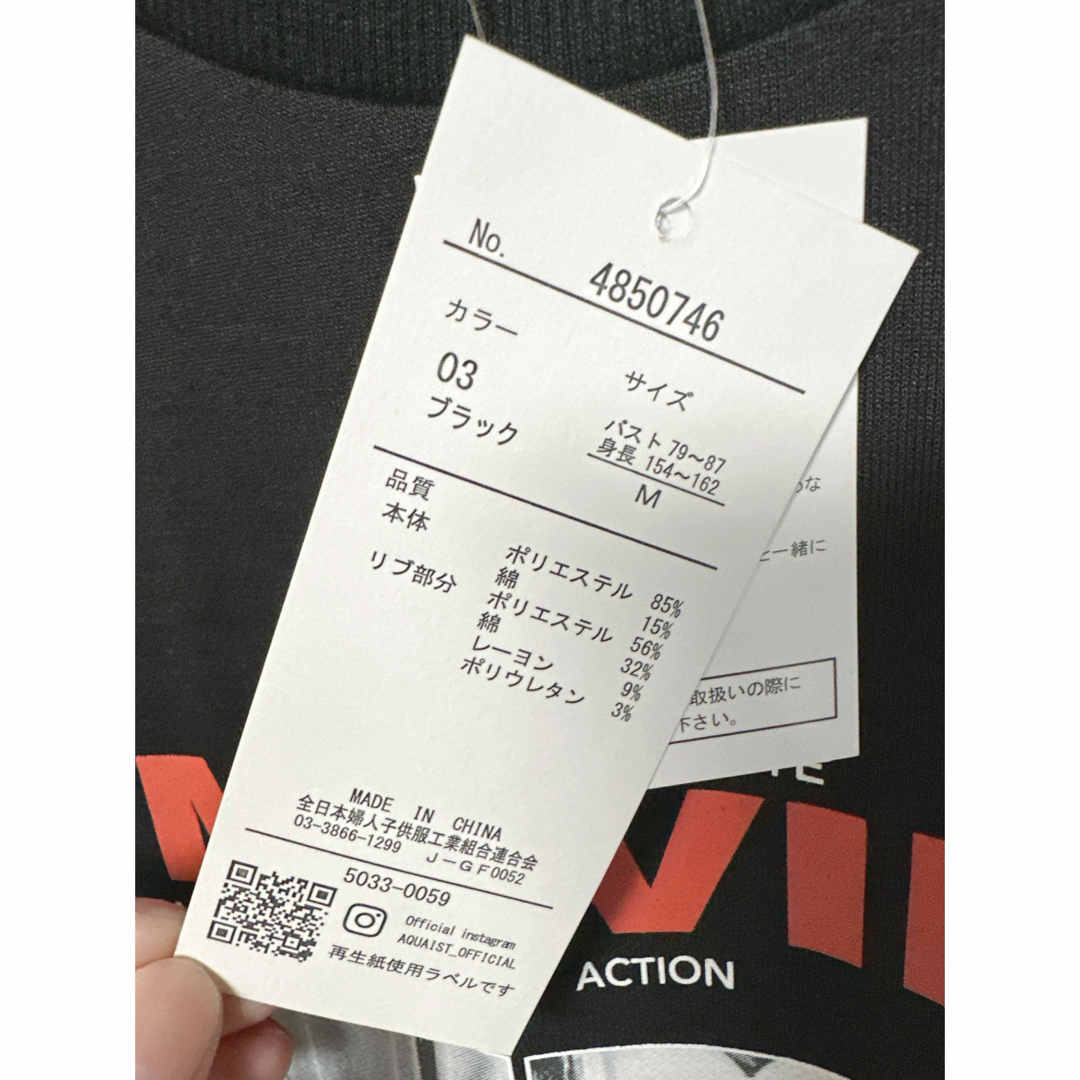 No.
4850746
カラー
サイズ
03
ブラック
バスト 79〜87
身長 154〜162
M
品質
本体
ポリエステル 85%
綿 15%
リブ部分
ポリエステル 56%
綿 32%
レーヨン 9%
ポリウレタン 3%
MADE IN CHINA
全日本婦人子供服工業組合連合会
03-3866-1299 J-GF0052
5033-0059
Official instagram
AQUAIST_OFFICIAL
再生紙使用ラベルです
な
と一緒に
取扱いの際に
下さい。
TE
ACTION